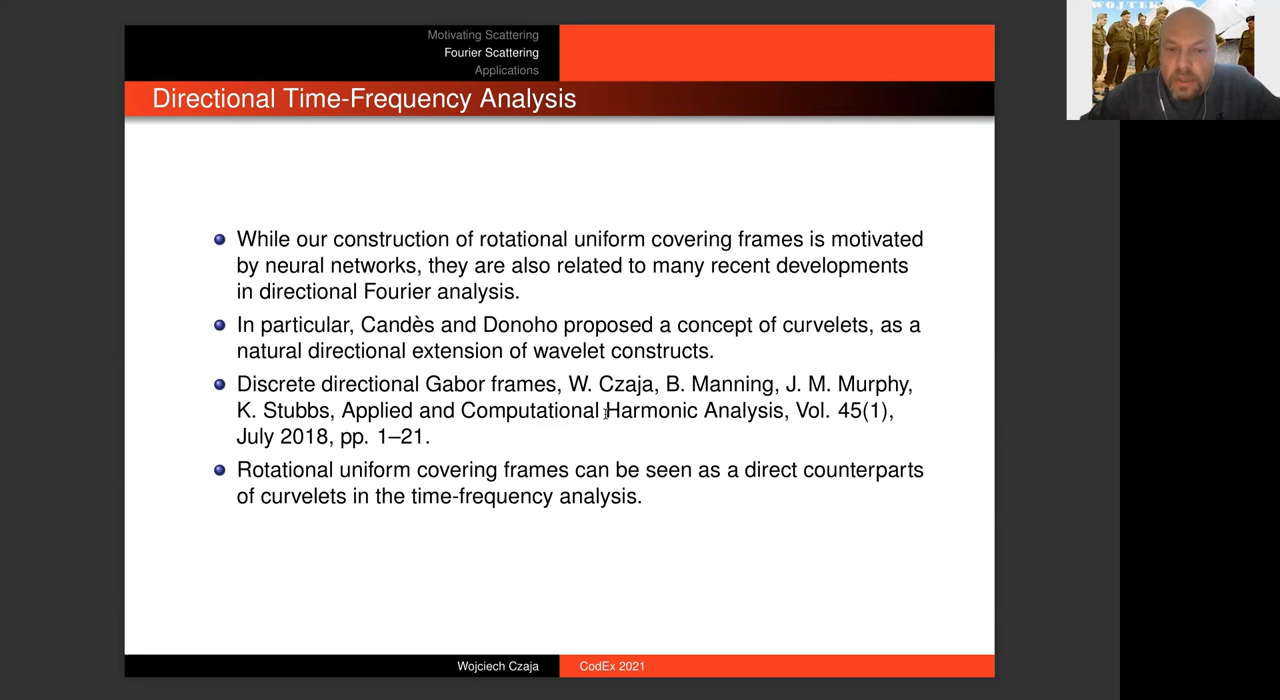 WOJTEK
Motivating Scattering
Fourier Scattering
Applications
Directional Time-Frequency Analysis
While our construction of rotational uniform covering frames is motivated
by neural networks, they are also related to many recent developments
in directional Fourier analysis.
In particular, Candès and Donoho proposed a concept of curvelets, as a
natural directional extension of wavelet constructs.
Discrete directional Gabor frames, W. Czaja, B. Manning, J. M. Murphy,
K. Stubbs, Applied and Computational Harmonic Analysis, Vol. 45(1),
July 2018, pp. 1–21.
Rotational uniform covering frames can be seen as a direct counterparts
of curvelets in the time-frequency analysis.
Wojciech Czaja
CodEx 2021